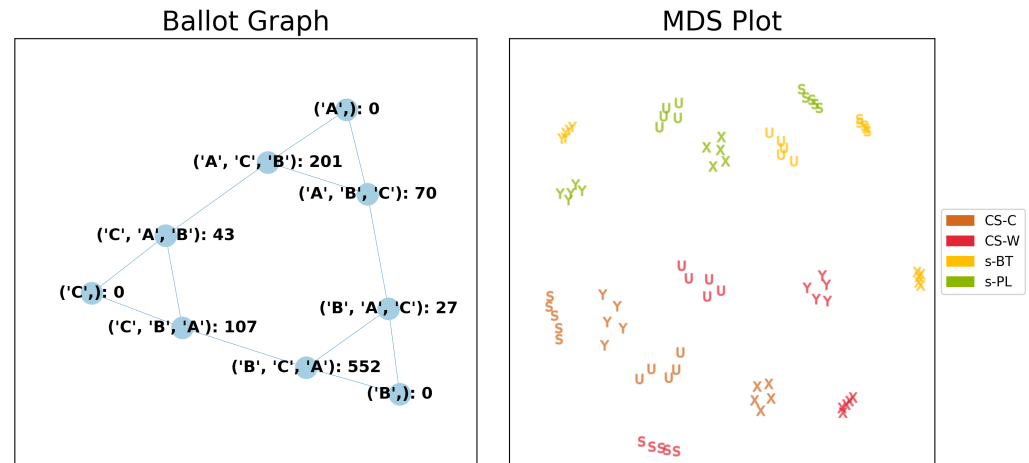 Ballot Graph
('A',): 0
('A', 'C', 'B'): 201
('A', 'B', 'C'): 70
('C', 'A', 'B'): 43
('C',): 0
('B', 'A', 'C'): 27
('C', 'B', 'A'): 107
('B', 'C', 'A'): 552
('B',): 0
MDS Plot
S S S S S
U U U U U
Y Y Y Y Y
U U U U U
S S S S S
X X X X X
Y Y Y Y Y
U U U U U
Y Y Y Y Y
X X X X X
S S S S S
Y Y Y Y Y
U U U U U
X X X X X
X X X X X
S S S S S
CS-C
CS-W
s-BT
s-PL